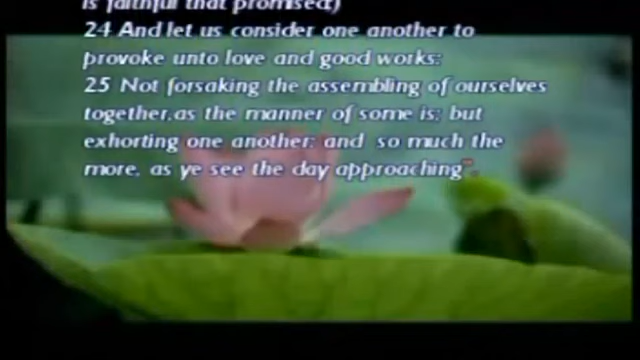 is faithful that promised;)
24 And let us consider one another to
provoke unto love and good works:
25 Not forsaking the assembling of ourselves
together,as the manner of some is; but
exhorting one another: and so much the
more, as ye see the day approaching".